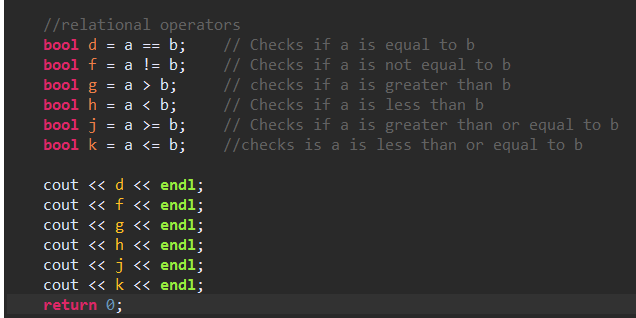 //relational operators
bool d = a == b;    // Checks if a is equal to b
bool f = a != b;    // Checks if a is not equal to b
bool g = a > b;     // checks if a is greater than b
bool h = a < b;     // checks if a is less than b
bool j = a >= b;    // Checks if a is greater than or equal to b
bool k = a <= b;    //checks is a is less than or equal to b
cout << d << endl;
cout << f << endl;
cout << g << endl;
cout << h << endl;
cout << j << endl;
cout << k << endl;
return 0;